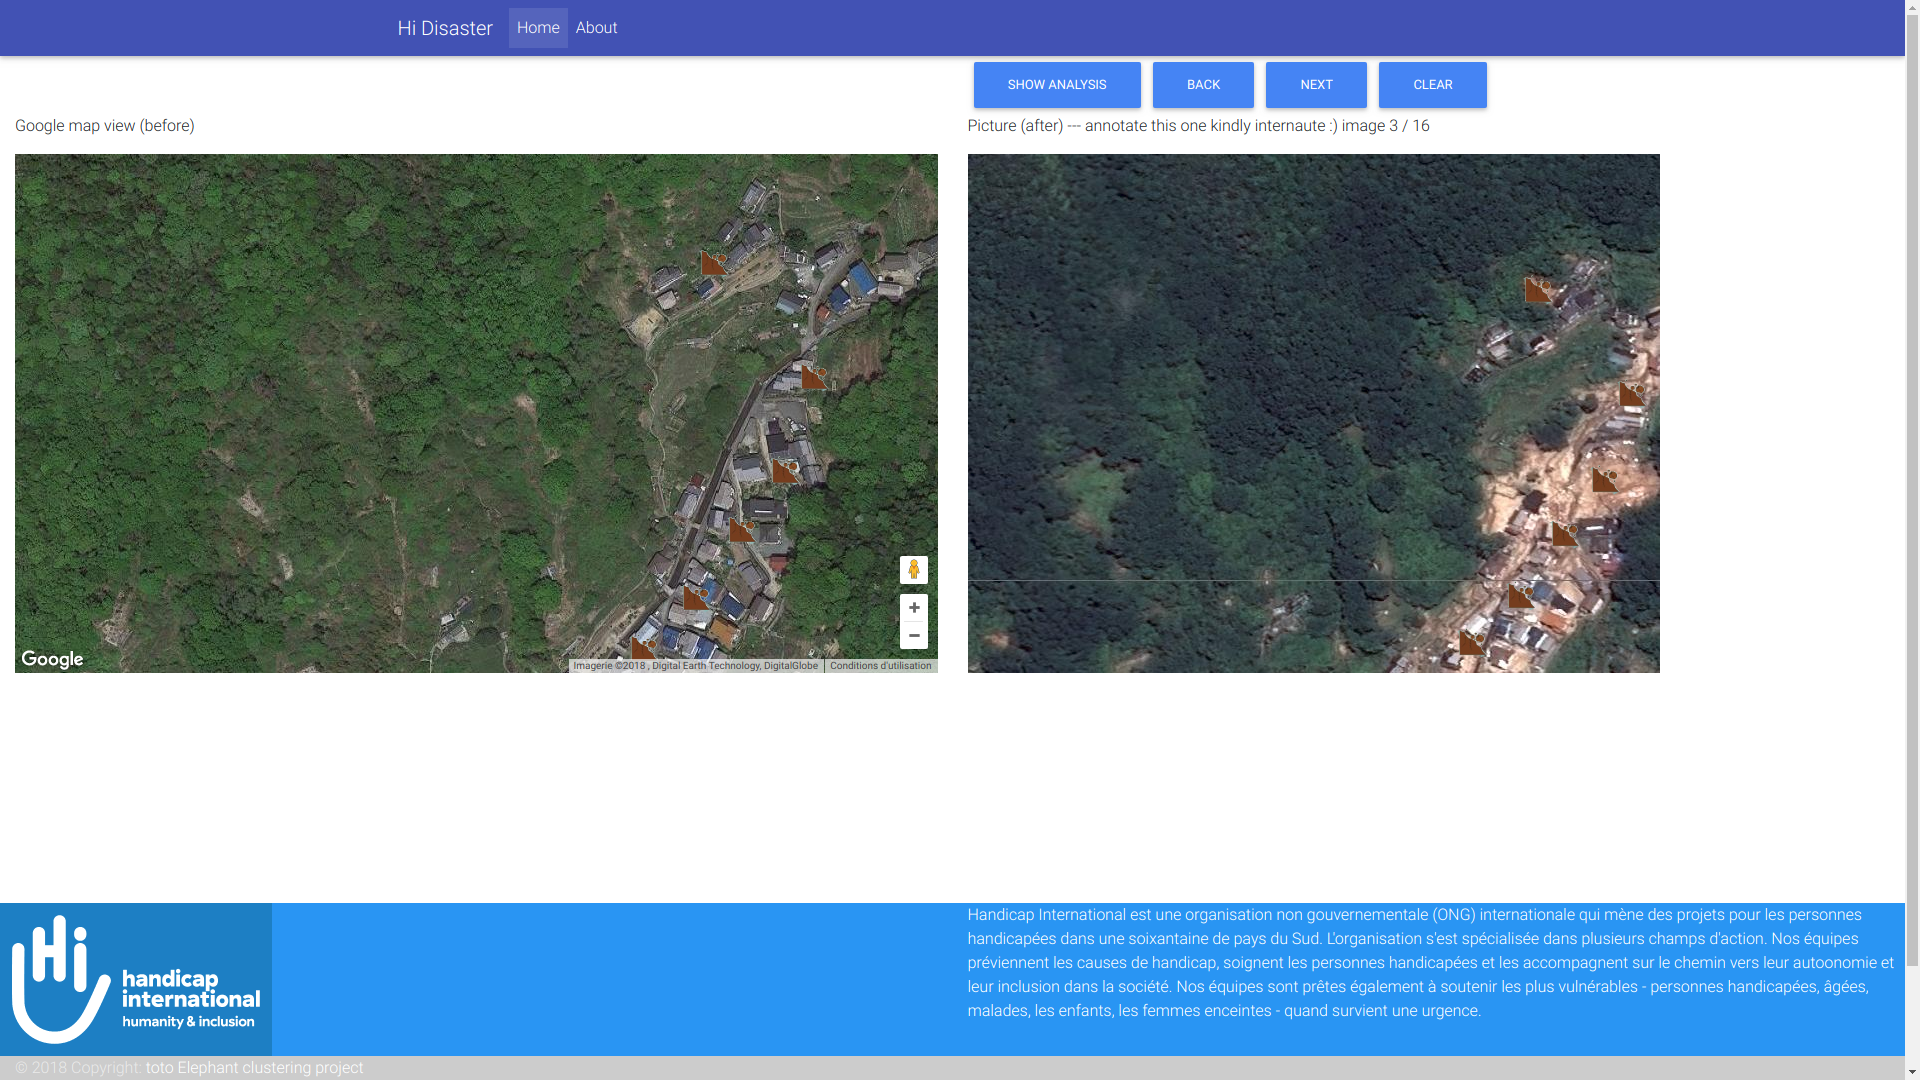 Hi Disaster Home About
SHOW ANALYSIS BACK NEXT CLEAR
Google map view (before)
Picture (after) --- annotate this one kindly internaute :) image 3 / 16
Google
Imagerie ©2018 , Digital Earth Technology, DigitalGlobe Conditions d'utilisation
Hi
handicap
international
humanity & inclusion
Handicap International est une organisation non gouvernementale (ONG) internationale qui mène des projets pour les personnes
handicapées dans une soixantaine de pays du Sud. L'organisation s'est spécialisée dans plusieurs champs d'action. Nos équipes
préviennent les causes de handicap, soignent les personnes handicapées et les accompagnent sur le chemin vers leur autoonomie et
leur inclusion dans la société. Nos équipes sont prêtes également à soutenir les plus vulnérables - personnes handicapées, âgées,
malades, les enfants, les femmes enceintes - quand survient une urgence.
© 2018 Copyright: toto Elephant clustering project